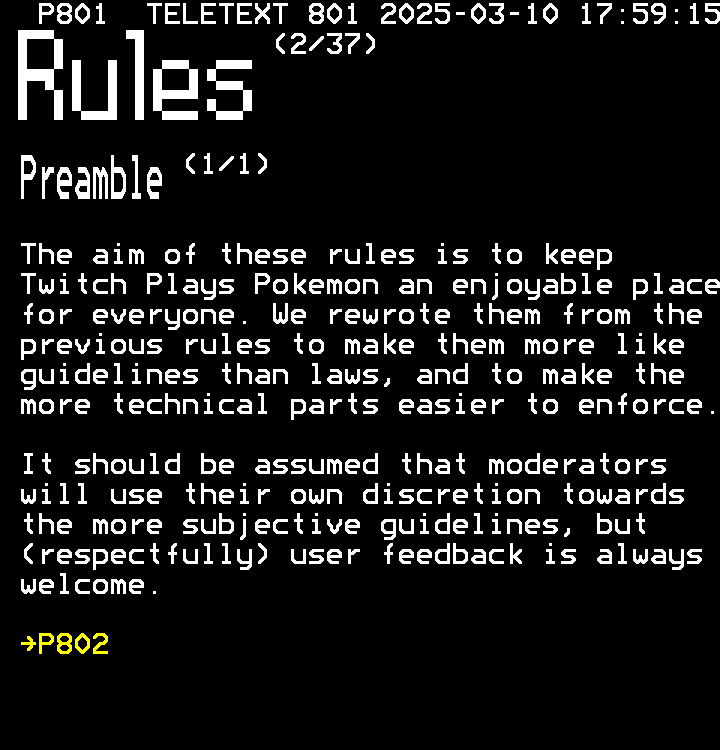 P801 TELETEXT 801 2025-03-10 17:59:15
Rules (2/37)
Preamble (1/1)
The aim of these rules is to keep
Twitch Plays Pokemon an enjoyable place
for everyone. We rewrote them from the
previous rules to make them more like
guidelines than laws, and to make the
more technical parts easier to enforce.
It should be assumed that moderators
will use their own discretion towards
the more subjective guidelines, but
(respectfully) user feedback is always
welcome.
→P802